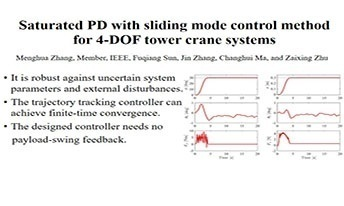 Saturated PD with sliding mode control method
for 4-DOF tower crane systems
Menghua Zhang, Member, IEEE, Fuqiang Sun, Jin Zhang, Changhui Ma, and Zaixing Zhu
• It is robust against uncertain system
parameters and external disturbances.
• The trajectory tracking controller can
achieve finite-time convergence.
• The designed controller needs no
payload-swing feedback.
Time [s]
Time [s]